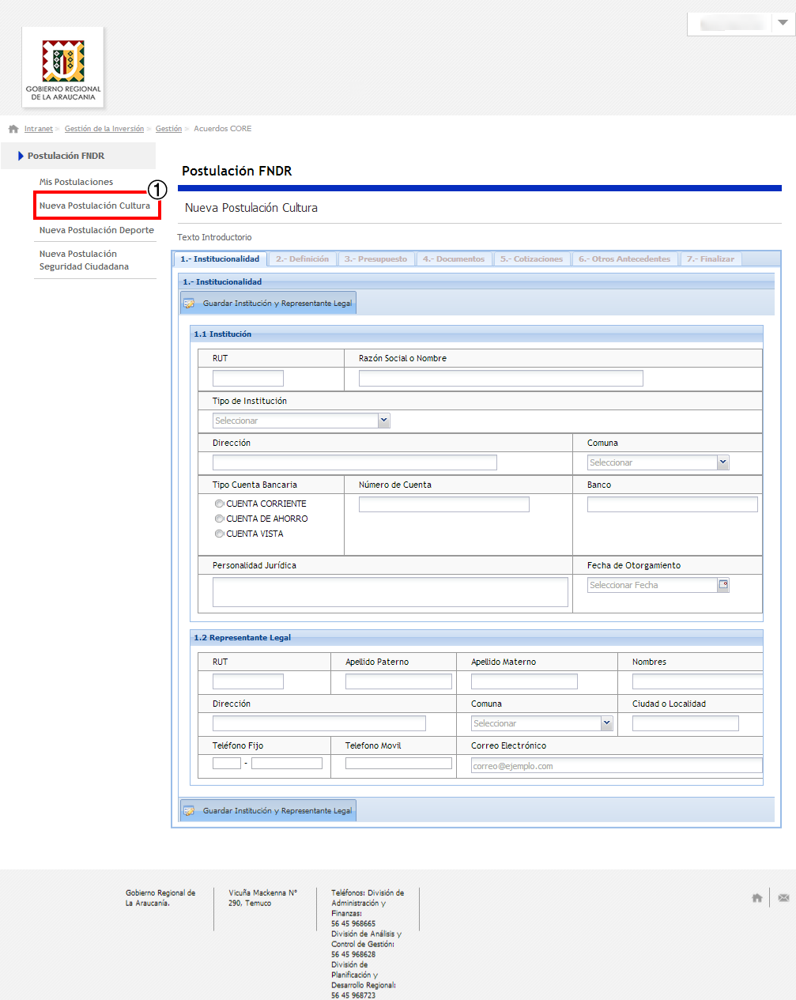 GOBIERNO REGIONAL
DE LA ARAUCANIA
Intranet > Gestión de la Inversión > Gestión > Acuerdos CORE
Postulación FNDR
Mis Postulaciones
1
Nueva Postulación Cultura
Nueva Postulación Deporte
Nueva Postulación
Seguridad Ciudadana
Postulación FNDR
Nueva Postulación Cultura
Texto Introductorio
1.- Institucionalidad 2.- Definición 3.- Presupuesto 4.- Documentos 5.- Cotizaciones 6.- Otros Antecedentes 7.- Finalizar
1.- Institucionalidad
Guardar Institución y Representante Legal
1.1 Institución
RUT Razón Social o Nombre
Tipo de Institución
Seleccionar
Dirección Comuna
Seleccionar
Tipo Cuenta Bancaria Número de Cuenta Banco
CUENTA CORRIENTE
CUENTA DE AHORRO
CUENTA VISTA
Personalidad Jurídica Fecha de Otorgamiento
Seleccionar Fecha
1.2 Representante Legal
RUT Apellido Paterno Apellido Materno Nombres
Dirección Comuna Ciudad o Localidad
Seleccionar
Teléfono Fijo Telefono Movil Correo Electrónico
- correo@ejemplo.com
Guardar Institución y Representante Legal
Gobierno Regional de
La Araucanía.
Vicuña Mackenna N°
290, Temuco
Teléfonos: División de
Administración y
Finanzas:
56 45 968665
División de Análisis y
Control de Gestión:
56 45 968628
División de
Planificación y
Desarrollo Regional:
56 45 968723